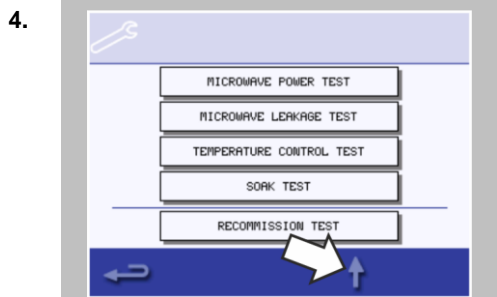 4.
MICROWAVE POWER TEST
MICROWAVE LEAKAGE TEST
TEMPERATURE CONTROL TEST
SOAK TEST
RECOMMISSION TEST